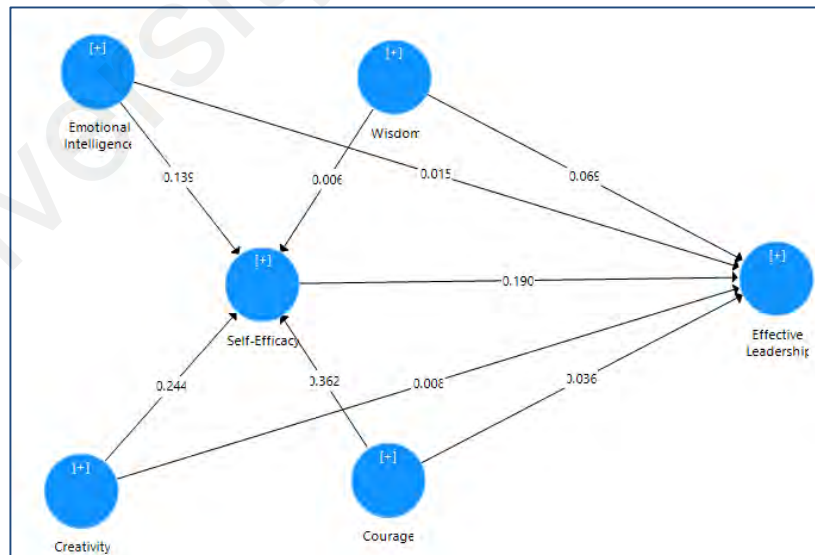 [+]
[+]
Emotional
Intelligence
Wisdom
0.139
0.006
0.015
0.069
[+]
[+]
0.190
Self-Efficacy
Effective
Leadership
0.244
0.362
0.008
0.036
[+]
[+]
Creativity
Courage